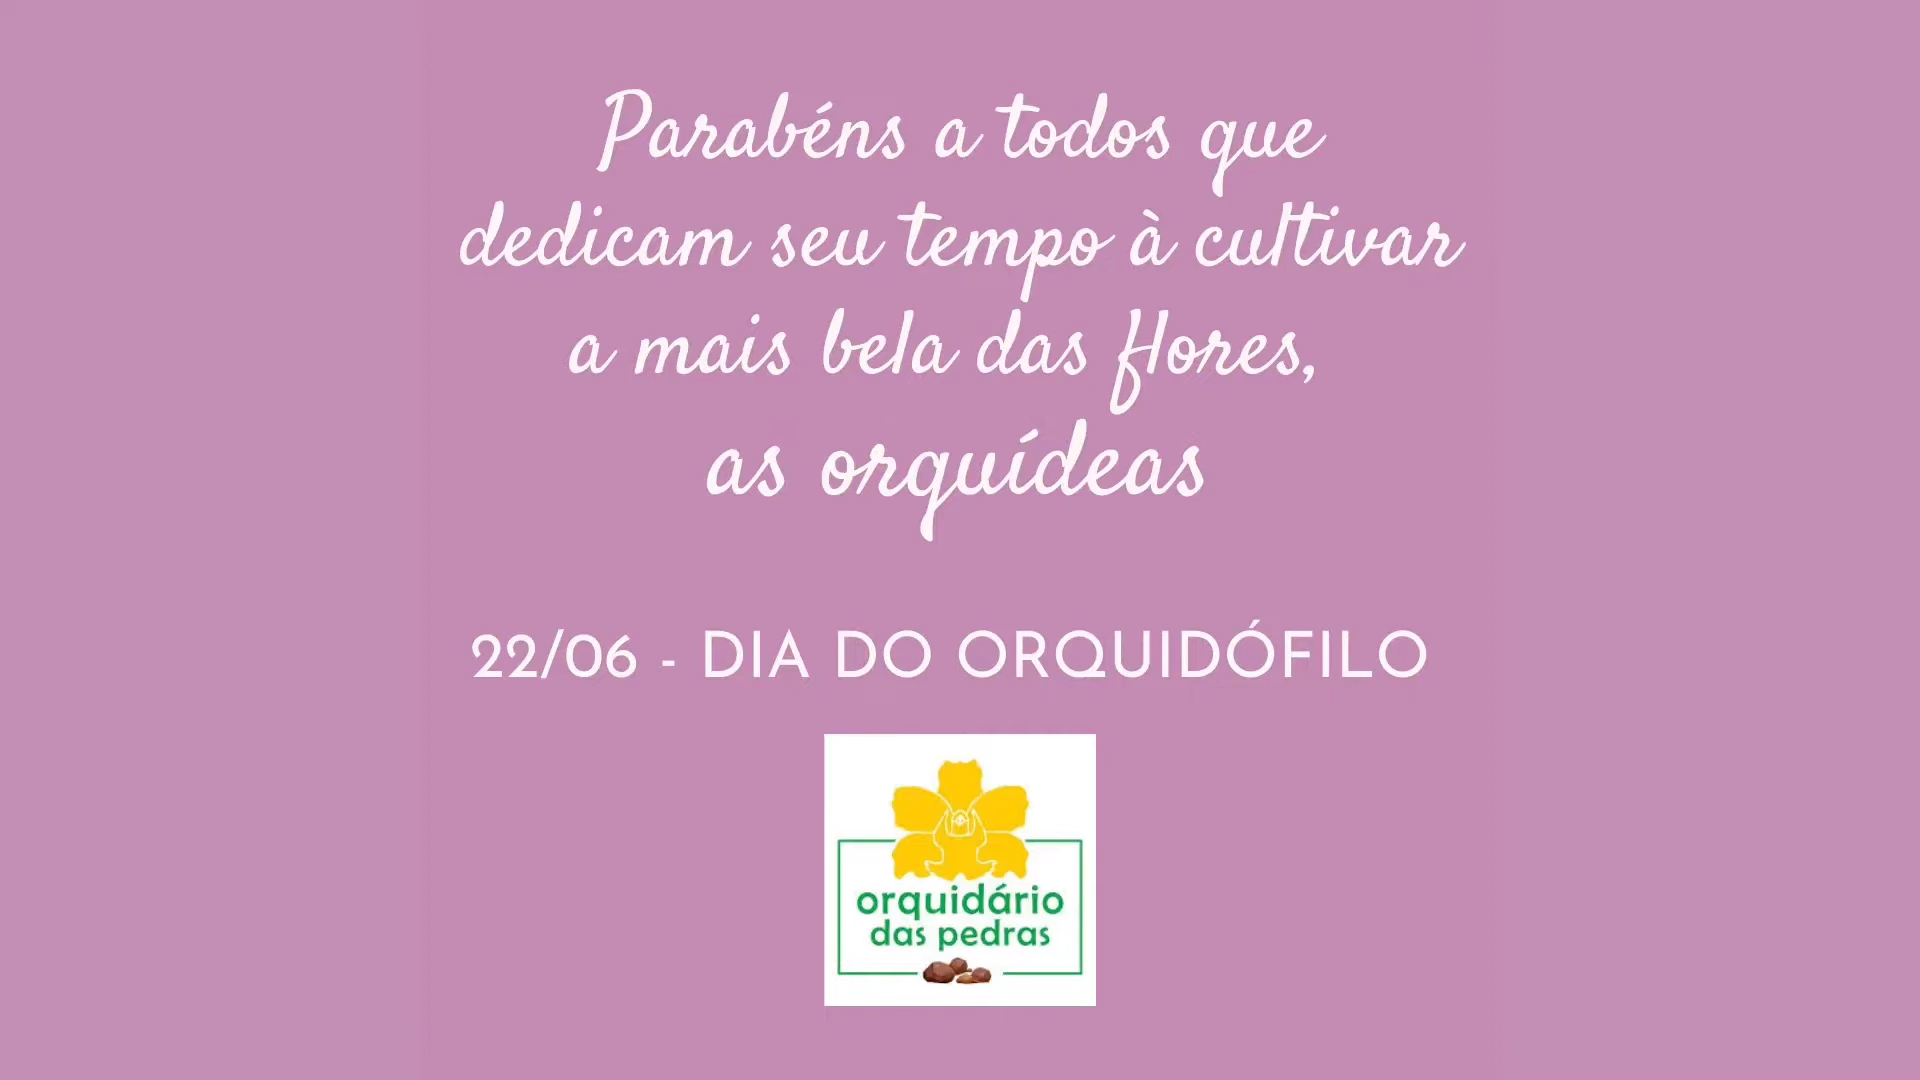 Parabéns a todos que
dedicam seu tempo à cultivar
a mais bela das flores,
as orquídeas
22/06 - DIA DO ORQUIDÓFILO
orquidário
das pedras